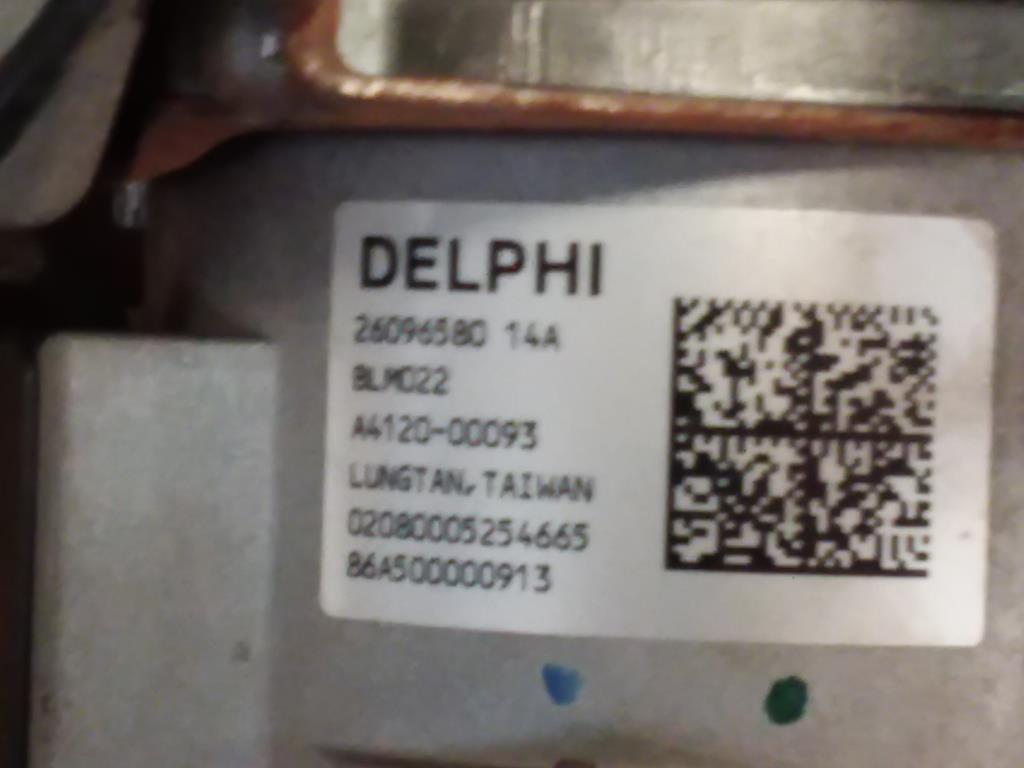 DELPHI
26096580 14A
BLM022
A4120-00093
LUNGTAN, TAIWAN
02080005254665
86A500000913